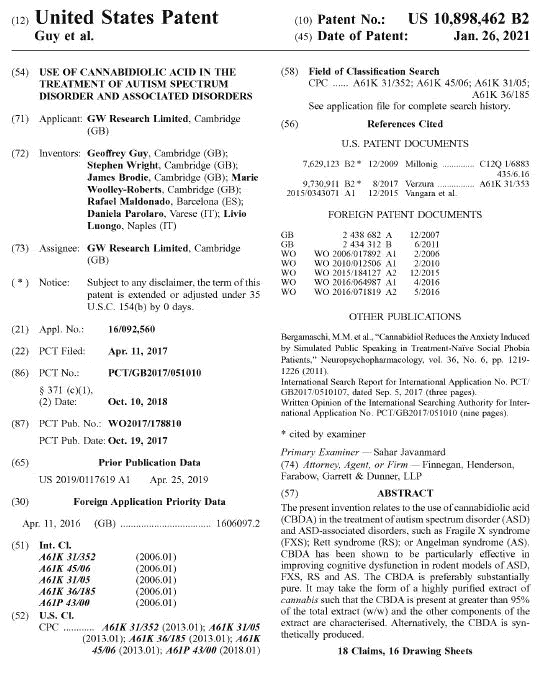 (12) United States Patent
Guy et al.
(10) Patent No.: US 10,898,462 B2
(45) Date of Patent: Jan. 26, 2021
(54) USE OF CANNABIDIOLIC ACID IN THE
TREATMENT OF AUTISM SPECTRUM
DISORDER AND ASSOCIATED DISORDERS
(71) Applicant: GW Research Limited, Cambridge
(GB)
(72) Inventors: Geoffrey Guy, Cambridge (GB);
Stephen Wright, Cambridge (GB);
James Brodie, Cambridge (GB); Marie
Woolley-Roberts, Cambridge (GB);
Rafael Maldonado, Barcelona (ES);
Daniela Parolaro, Varese (IT); Livio
Luongo, Naples (IT)
(73) Assignee: GW Research Limited, Cambridge
(GB)
( * ) Notice: Subject to any disclaimer, the term of this
patent is extended or adjusted under 35
U.S.C. 154(b) by 0 days.
(21) Appl. No.: 16/092,560
(22) PCT Filed: Apr. 11, 2017
(86) PCT No.: PCT/GB2017/051010
§ 371 (c)(1),
(2) Date: Oct. 10, 2018
(87) PCT Pub. No.: WO2017/178810
PCT Pub. Date: Oct. 19, 2017
(65) Prior Publication Data
US 2019/0117619 A1 Apr. 25, 2019
(30) Foreign Application Priority Data
Apr. 11, 2016 (GB) .................................. 1606097.2
(51) Int. Cl.
A61K 31/352 (2006.01)
A61K 45/06 (2006.01)
A61K 31/05 (2006.01)
A61K 36/185 (2006.01)
A61P 43/00 (2006.01)
(52) U.S. Cl.
CPC ............ A61K 31/352 (2013.01); A61K 31/05
(2013.01); A61K 36/185 (2013.01); A61K
45/06 (2013.01); A61P 43/00 (2018.01)
(58) Field of Classification Search
CPC ...... A61K 31/352; A61K 45/06; A61K 31/05;
A61K 36/185
See application file for complete search history.
(56) References Cited
U.S. PATENT DOCUMENTS
7,629,123 B2 * 12/2009 Millonig .............. C12Q 1/6883
435/6.16
9,730,911 B2 * 8/2017 Verzura ................ A61K 31/353
2015/0343071 A1 12/2015 Vangara et al.
FOREIGN PATENT DOCUMENTS
GB 2 438 682 A 12/2007
GB 2 434 312 B 6/2011
WO WO 2006/017892 A1 2/2006
WO WO 2010/012506 A1 2/2010
WO WO 2015/184127 A2 12/2015
WO WO 2016/064987 A1 4/2016
WO WO 2016/071819 A2 5/2016
OTHER PUBLICATIONS
Bergamaschi, M.M. et al., "Cannabidiol Reduces the Anxiety Induced
by Simulated Public Speaking in Treatment-Naïve Social Phobia
Patients," Neuropsychopharmacology, vol. 36, No. 6, pp. 1219-
1226 (2011).
International Search Report for International Application No. PCT/
GB2017/0510107, dated Sep. 5, 2017 (three pages).
Written Opinion of the International Searching Authority for Inter-
national Application No. PCT/GB2017/051010 (nine pages).
* cited by examiner
Primary Examiner — Sahar Javanmard
(74) Attorney, Agent, or Firm — Finnegan, Henderson,
Farabow, Garrett & Dunner, LLP
(57) ABSTRACT
The present invention relates to the use of cannabidiolic acid
(CBDA) in the treatment of autism spectrum disorder (ASD)
and ASD-associated disorders, such as Fragile X syndrome
(FXS); Rett syndrome (RS); or Angelman syndrome (AS).
CBDA has been shown to be particularly effective in
improving cognitive dysfunction in rodent models of ASD,
FXS, RS and AS. The CBDA is preferably substantially
pure. It may take the form of a highly purified extract of
cannabis such that the CBDA is present at greater than 95%
of the total extract (w/w) and the other components of the
extract are characterised. Alternatively, the CBDA is syn-
thetically produced.
18 Claims, 16 Drawing Sheets